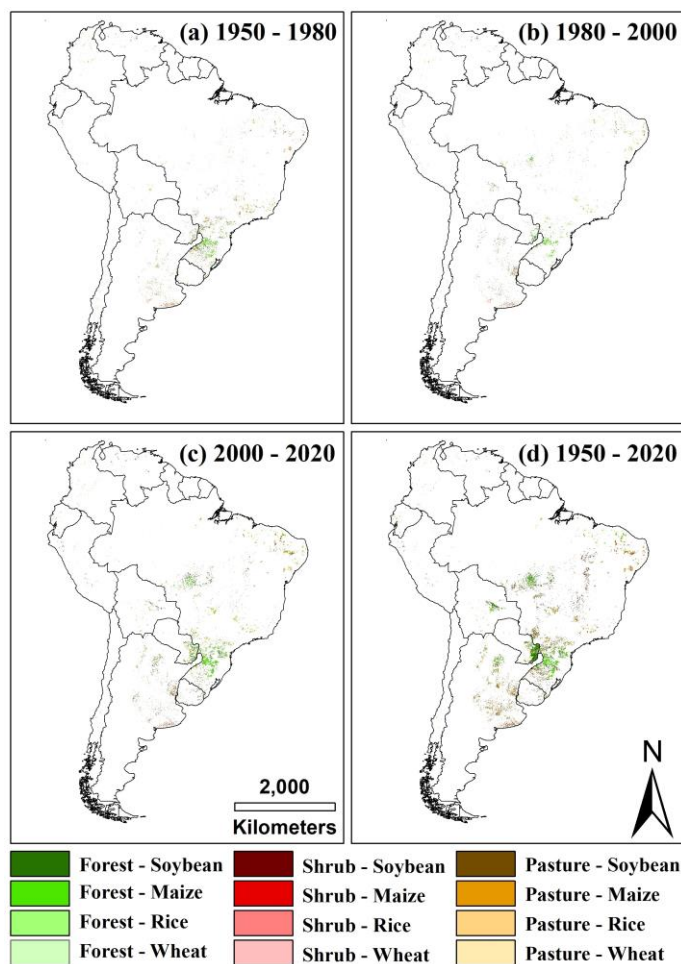 (a) 1950 - 1980
(b) 1980 - 2000
(c) 2000 - 2020
(d) 1950 - 2020
2,000
Kilometers
N
Forest - Soybean
Shrub - Soybean
Pasture - Soybean
Forest - Maize
Shrub - Maize
Pasture - Maize
Forest - Rice
Shrub - Rice
Pasture - Rice
Forest - Wheat
Shrub - Wheat
Pasture - Wheat